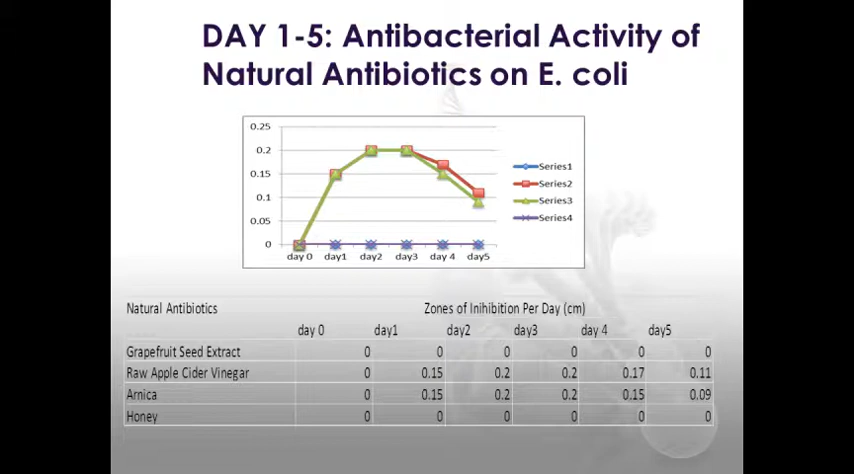 DAY 1-5: Antibacterial Activity of
Natural Antibiotics on E. coli
0.25
0.2
0.15
0.1
0.05
0
day 0 day1 day2 day3 day 4 day5
Series1
Series2
Series3
Series4
Natural Antibiotics Zones of Inihibition Per Day (cm)
day 0 day1 day2 day3 day 4 day5
Grapefruit Seed Extract 0 0 0 0 0 0
Raw Apple Cider Vinegar 0 0.15 0.2 0.2 0.17 0.11
Arnica 0 0.15 0.2 0.2 0.15 0.09
Honey 0 0 0 0 0 0